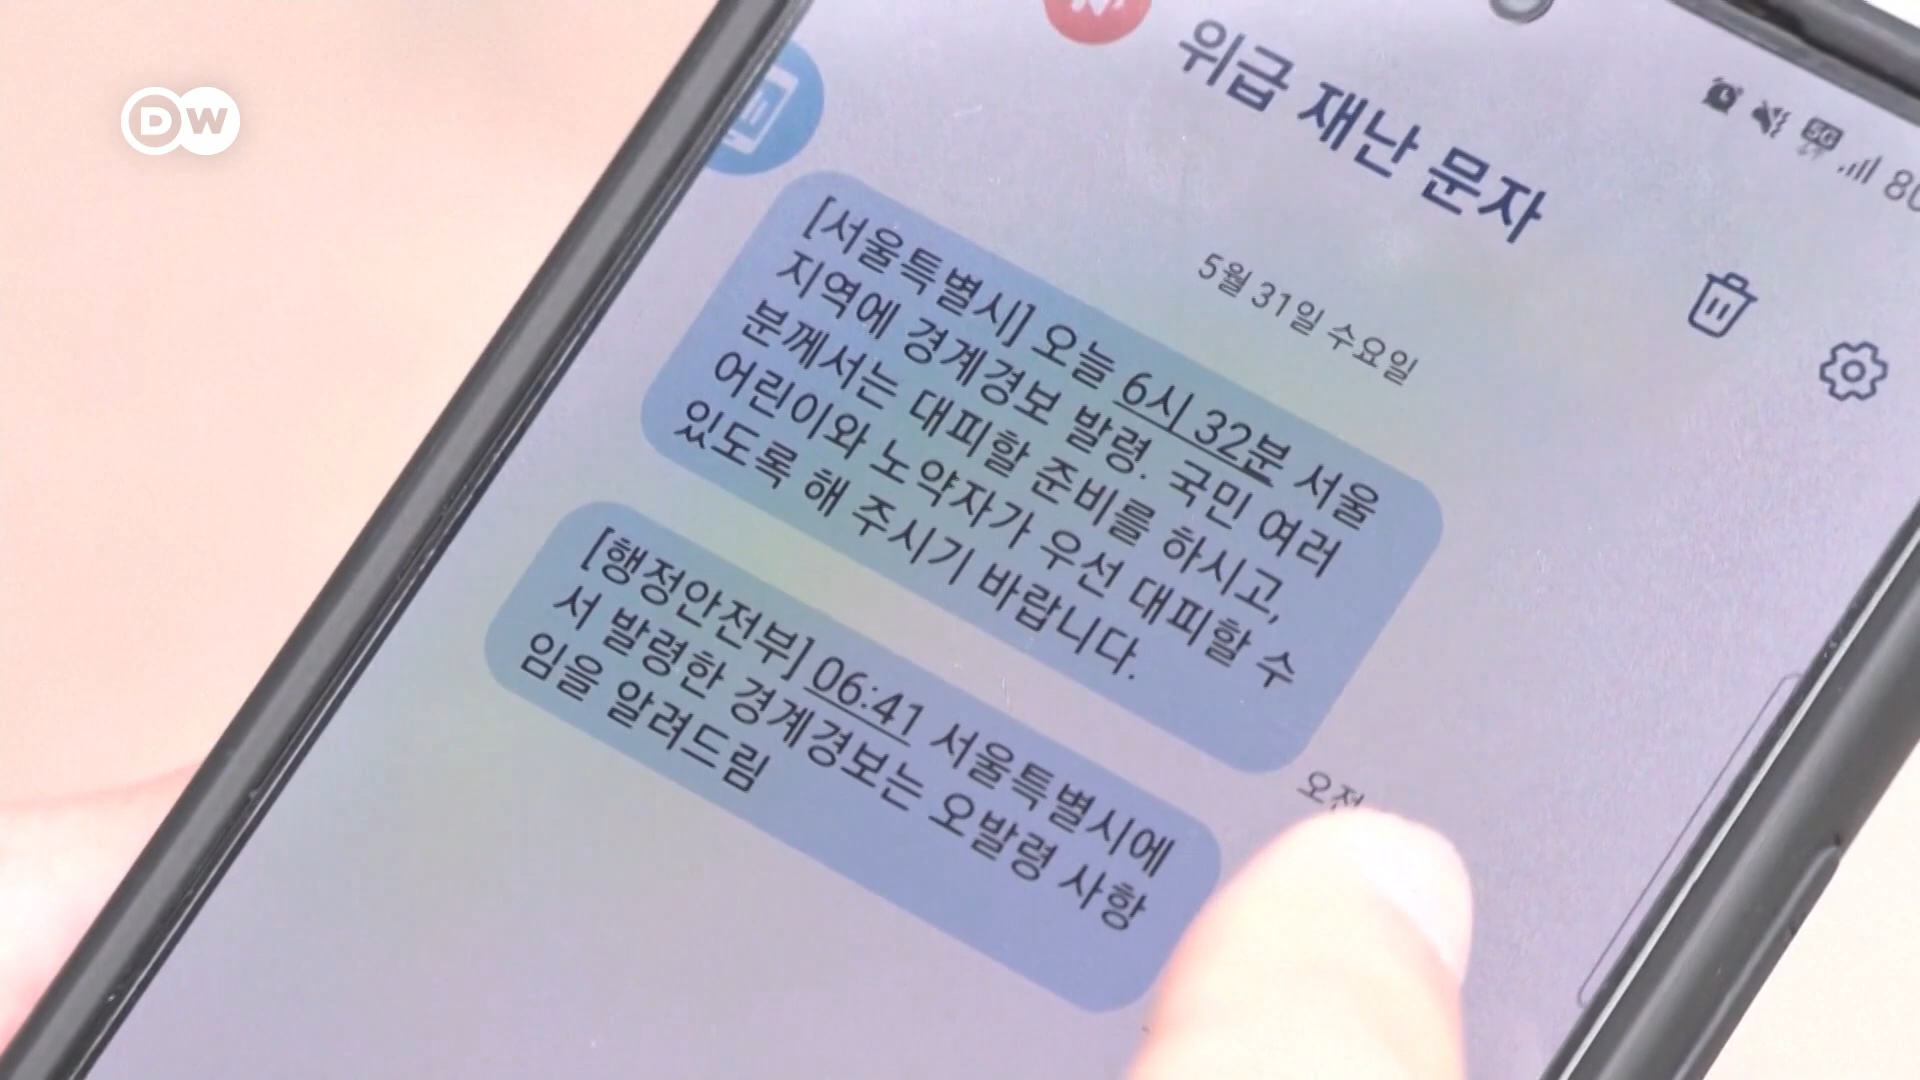 DW
위급 재난 문자
5G
5월 31일 수요일
[서울특별시] 오늘 6시 32분 서울
지역에 경계경보 발령. 국민 여러
분께서는 대피할 준비를 하시고,
어린이와 노약자가 우선 대피할 수
있도록 해 주시기 바랍니다.
오전
[행정안전부] 06:41 서울특별시에
서 발령한 경계경보는 오발령 사항
임을 알려드림